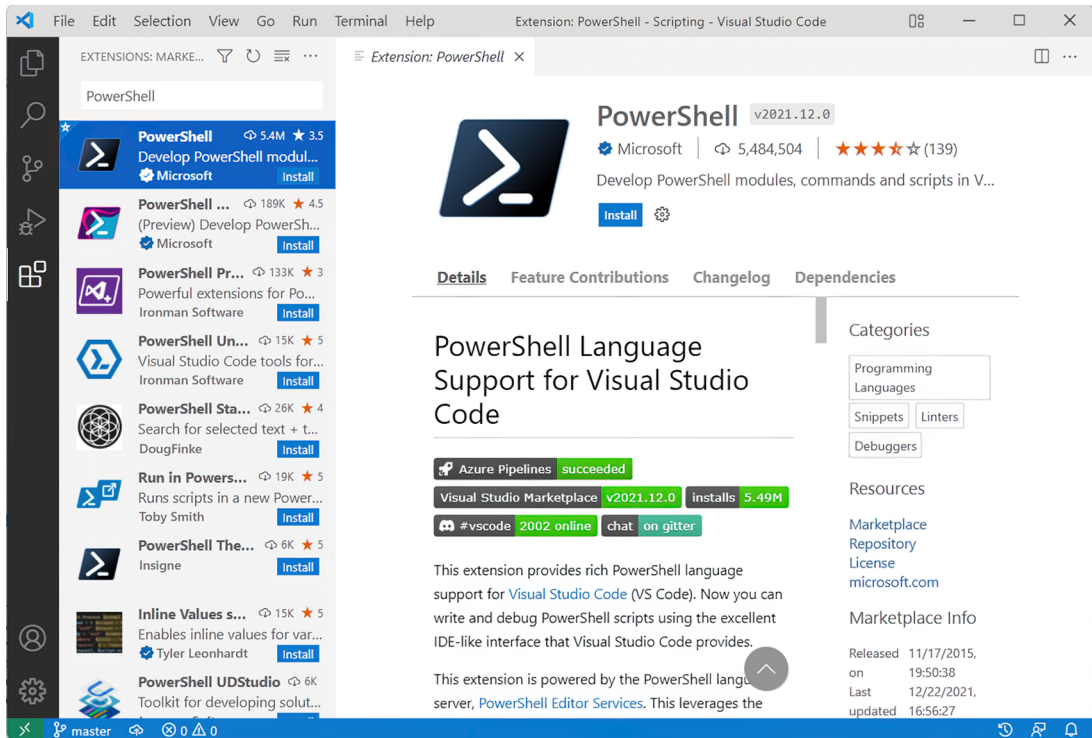 File Edit Selection View Go Run Terminal Help
Extension: PowerShell - Scripting - Visual Studio Code
EXTENSIONS: MARKE...
PowerShell
PowerShell 5.4M 3.5
Develop PowerShell modul...
Microsoft Install
PowerShell ... 189K 4.5
(Preview) Develop PowerSh...
Microsoft Install
PowerShell Pr... 133K 3
Powerful extensions for Po...
Ironman Software Install
PowerShell Un... 15K 5
Visual Studio Code tools for...
Ironman Software Install
PowerShell Sta... 26K 4
Search for selected text + t...
DougFinke Install
Run in Powers... 19K 5
Runs scripts in a new Power...
Toby Smith Install
PowerShell The... 6K 5
Insigne Install
Inline Values s... 15K 5
Enables inline values for var...
Tyler Leonhardt Install
PowerShell UDStudio 6K
Toolkit for developing solut...
Extension: PowerShell
PowerShell v2021.12.0
Microsoft 5,484,504 (139)
Develop PowerShell modules, commands and scripts in V...
Install
Details Feature Contributions Changelog Dependencies
PowerShell Language
Support for Visual Studio
Code
Azure Pipelines succeeded
Visual Studio Marketplace v2021.12.0 installs 5.49M
#vscode 2002 online chat on gitter
This extension provides rich PowerShell language
support for Visual Studio Code (VS Code). Now you can
write and debug PowerShell scripts using the excellent
IDE-like interface that Visual Studio Code provides.
This extension is powered by the PowerShell
server, PowerShell Editor Services. This leverages the
Categories
Programming
Languages
Snippets Linters
Debuggers
Resources
Marketplace
Repository
License
microsoft.com
Marketplace Info
Released 11/17/2015,
on 19:50:38
Last 12/22/2021,
updated 16:56:27
master 0 0